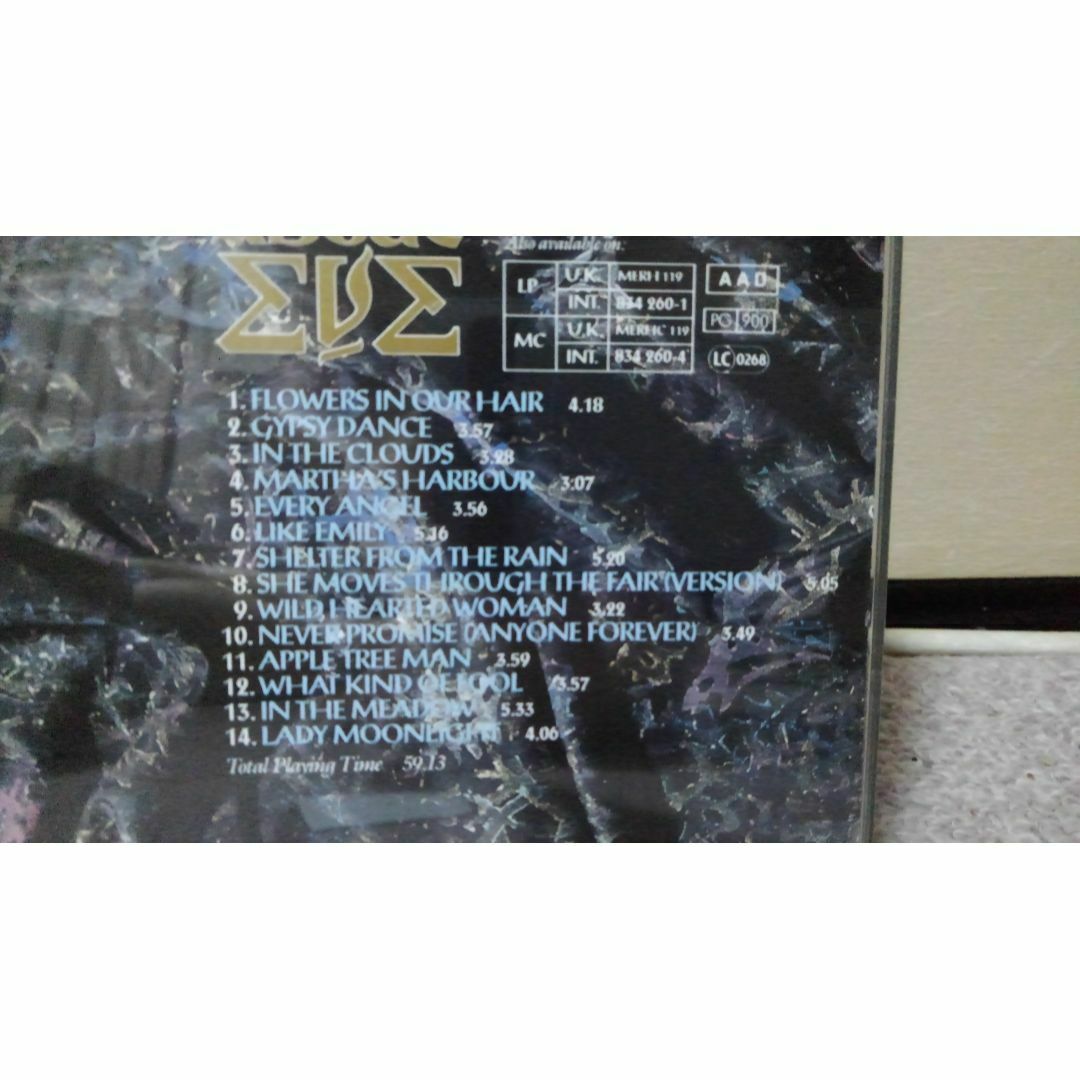 About
EVE
Also available on:
LP U.K. MERH 119
INT. 834 260-1
MC U.K. MERHC 119
INT. 834 260-4
AAD
PG 900
LC 0268
1. FLOWERS IN OUR HAIR 4.18
2. GYPSY DANCE 3.57
3. IN THE CLOUDS 3.28
4. MARTHA'S HARBOUR 3:07
5. EVERY ANGEL 3.56
6. LIKE EMILY 5.16
7. SHELTER FROM THE RAIN 5.20
8. SHE MOVES THROUGH THE FAIR (VERSION) 5.05
9. WILD HEARTED WOMAN 3.22
10. NEVER PROMISE (ANYONE FOREVER) 3.49
11. APPLE TREE MAN 3.59
12. WHAT KIND OF FOOL 3.57
13. IN THE MEADOW 5.33
14. LADY MOONLIGHT 4.06
Total Playing Time 59.13